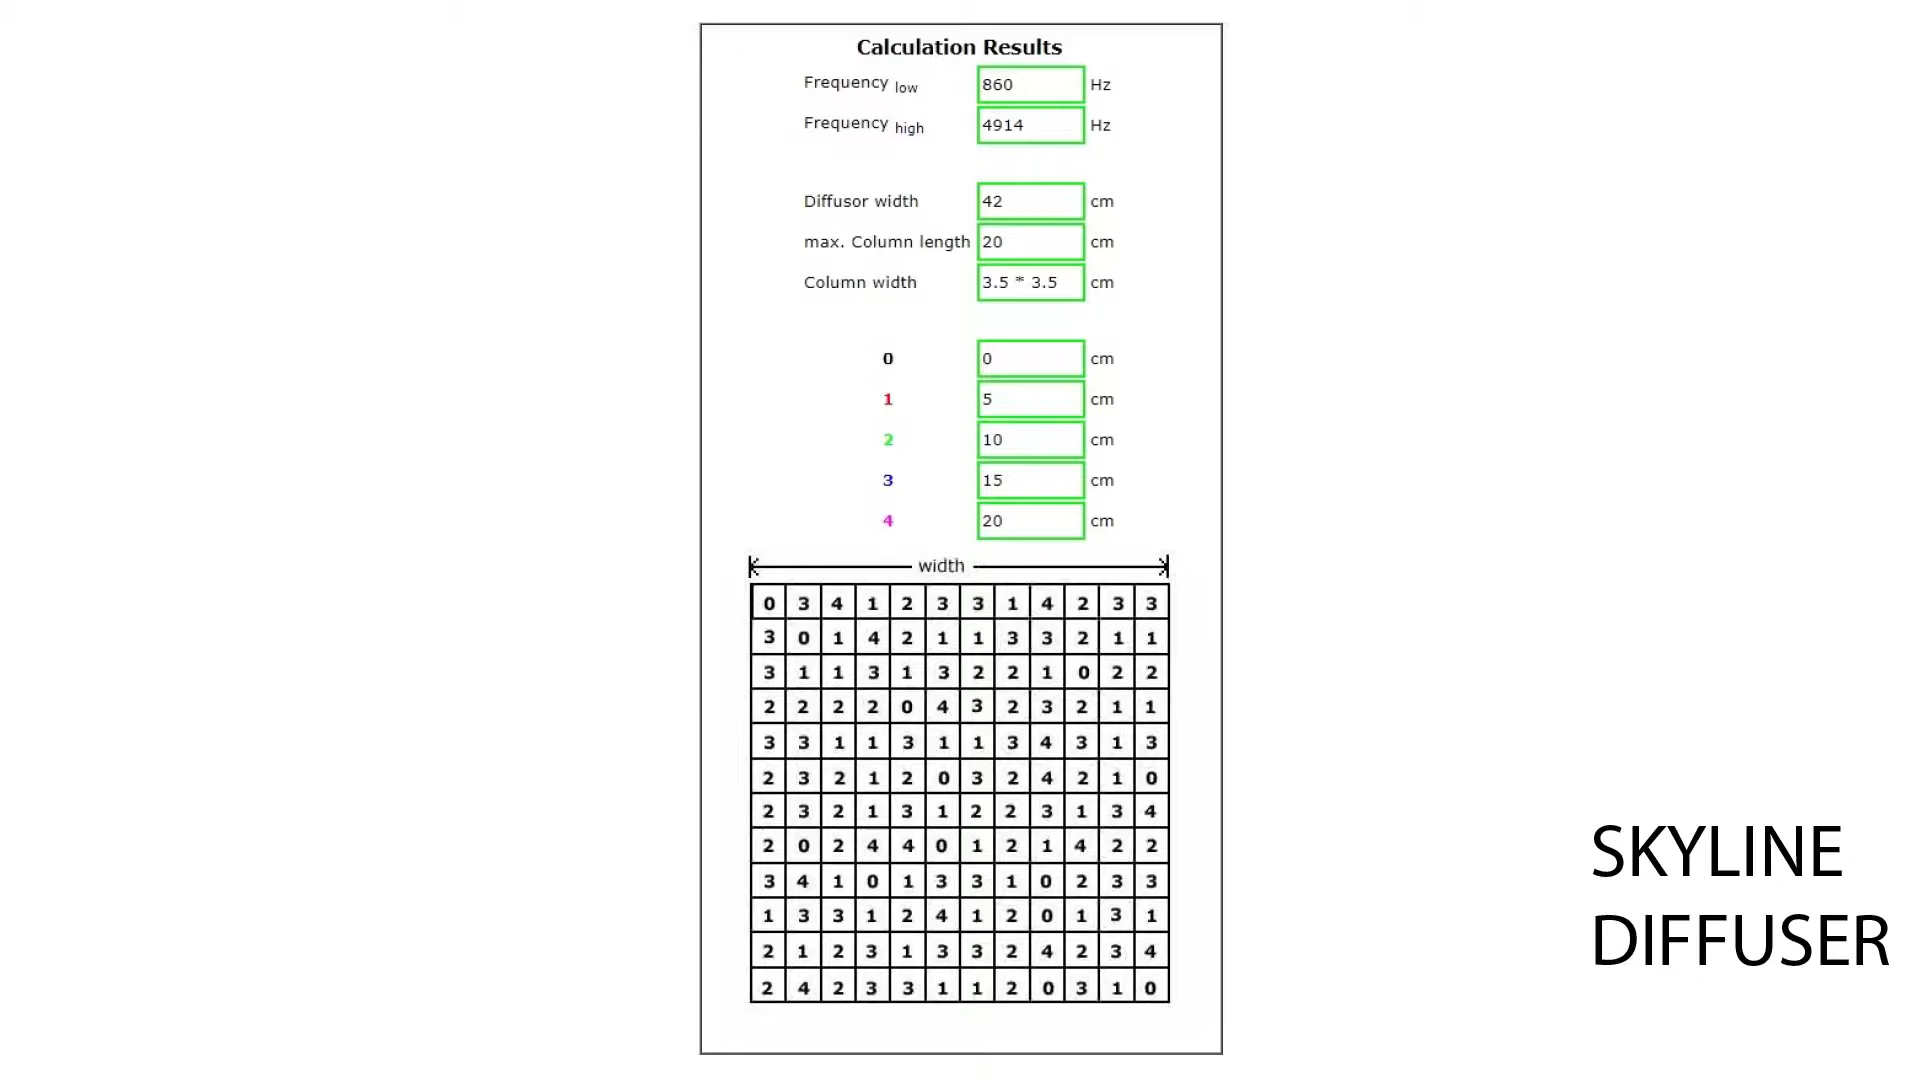 Calculation Results
Frequency low 860 Hz
Frequency high 4914 Hz
Diffusor width 42 cm
max. Column length 20 cm
Column width 3.5 * 3.5 cm
0 0 cm
1 5 cm
2 10 cm
3 15 cm
4 20 cm
width
0 3 4 1 2 3 3 1 4 2 3 3
3 0 1 4 2 1 1 3 3 2 1 1
3 1 1 3 1 3 2 2 1 0 2 2
2 2 2 2 0 4 3 2 3 2 1 1
3 3 1 1 3 1 1 3 4 3 1 3
2 3 2 1 2 0 3 2 4 2 1 0
2 3 2 1 3 1 2 2 3 1 3 4
2 0 2 4 4 0 1 2 1 4 2 2
3 4 1 0 1 3 3 1 0 2 3 3
1 3 3 1 2 4 1 2 0 1 3 1
2 1 2 3 1 3 3 2 4 2 3 4
2 4 2 3 3 1 1 2 0 3 1 0
SKYLINE
DIFFUSER